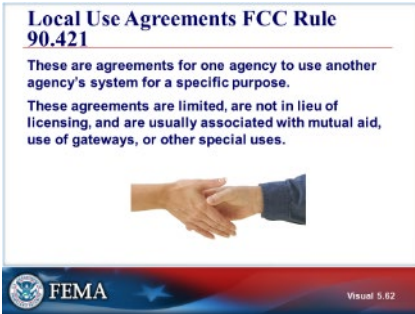 Local Use Agreements FCC Rule
90.421
These are agreements for one agency to use another
agency's system for a specific purpose.
These agreements are limited, are not in lieu of
licensing, and are usually associated with mutual aid,
use of gateways, or other special uses.
FEMA
Visual 5.62